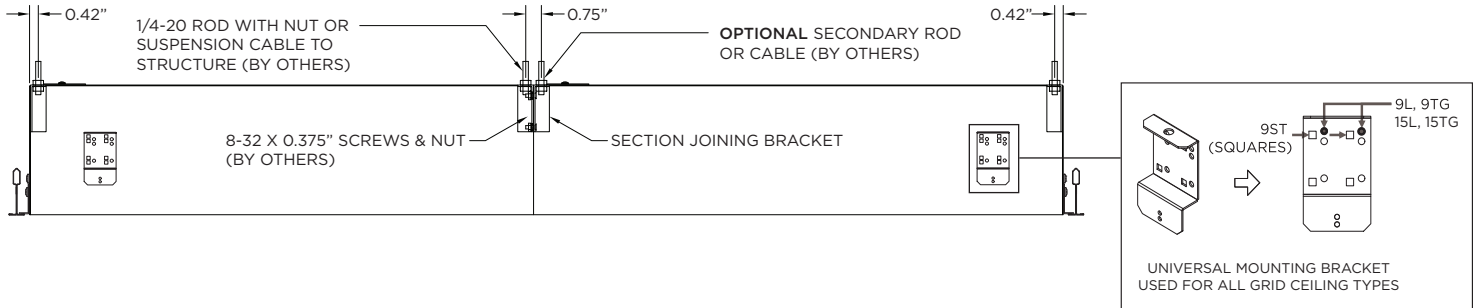 0.42”
1/4-20 ROD WITH NUT OR
SUSPENSION CABLE TO
STRUCTURE (BY OTHERS)
0.75”
OPTIONAL SECONDARY ROD
OR CABLE (BY OTHERS)
0.42”
8-32 X 0.375” SCREWS & NUT
(BY OTHERS)
SECTION JOINING BRACKET
9ST
(SQUARES)
9L, 9TG
15L, 15TG
UNIVERSAL MOUNTING BRACKET
USED FOR ALL GRID CEILING TYPES